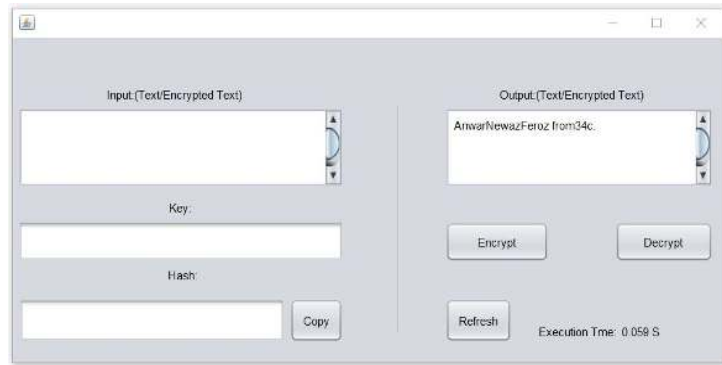 Input:(Text/Encrypted Text)
Output:(Text/Encrypted Text)
AnwarNewazFeroz from34c.
Key:
Encrypt
Decrypt
Hash:
Copy
Refresh
Execution Tme: 0.059 S